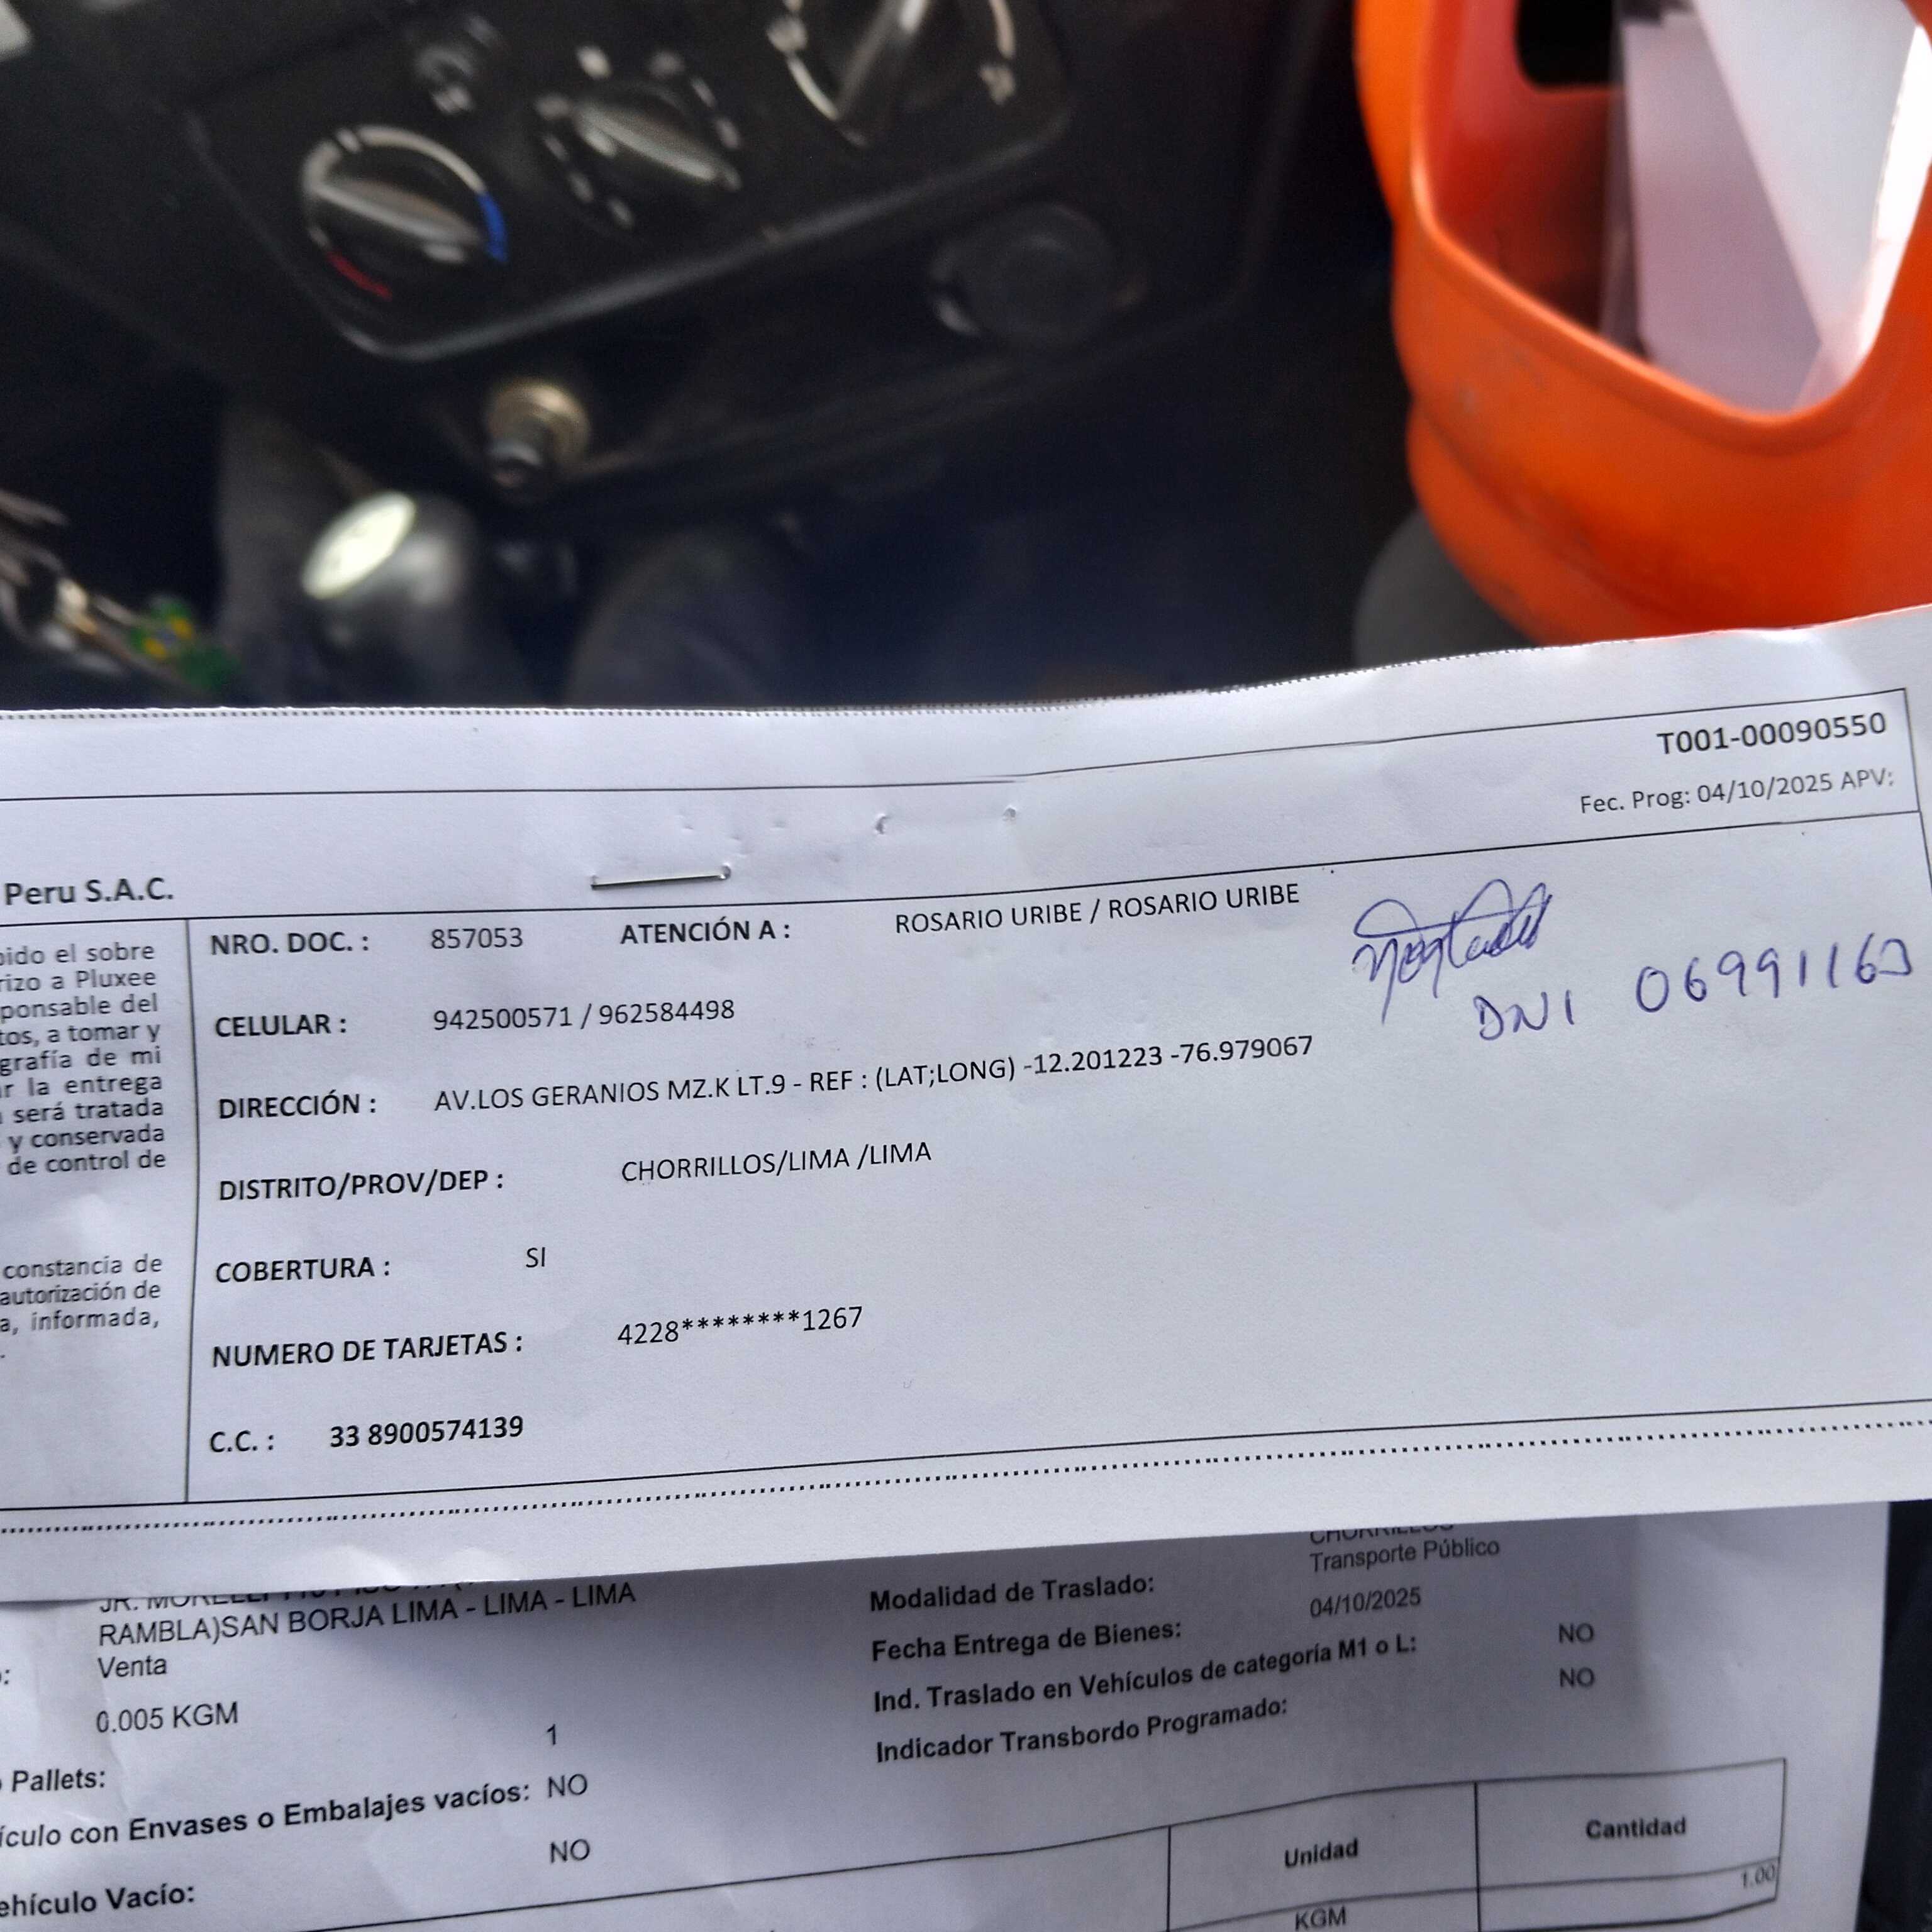 T001-00090550
Fec. Prog: 04/10/2025 APV:
Peru S.A.C.
bido el sobre
rizo a Pluxee
ponsable del
tos, a tomar y
grafía de mi
ar la entrega
será tratada
y conservada
de control de
constancia de
autorización de
a, informada,
NRO. DOC. : 857053 ATENCIÓN A : ROSARIO URIBE / ROSARIO URIBE
DNI 06991163
CELULAR : 942500571 / 962584498
DIRECCIÓN : AV.LOS GERANIOS MZ.K LT.9 - REF : (LAT;LONG) -12.201223 -76.979067
DISTRITO/PROV/DEP : CHORRILLOS/LIMA /LIMA
COBERTURA : SI
NUMERO DE TARJETAS : 4228********1267
C.C. : 33 8900574139
CHORRILLOS
RAMBLA)SAN BORJA LIMA - LIMA - LIMA
Venta
0.005 KGM
1
Pallets:
ículo con Envases o Embalajes vacíos: NO
ehículo Vacío: NO
Modalidad de Traslado: Transporte Público
Fecha Entrega de Bienes: 04/10/2025
Ind. Traslado en Vehículos de categoría M1 o L: NO
Indicador Transbordo Programado: NO
Unidad Cantidad
KGM 1.00